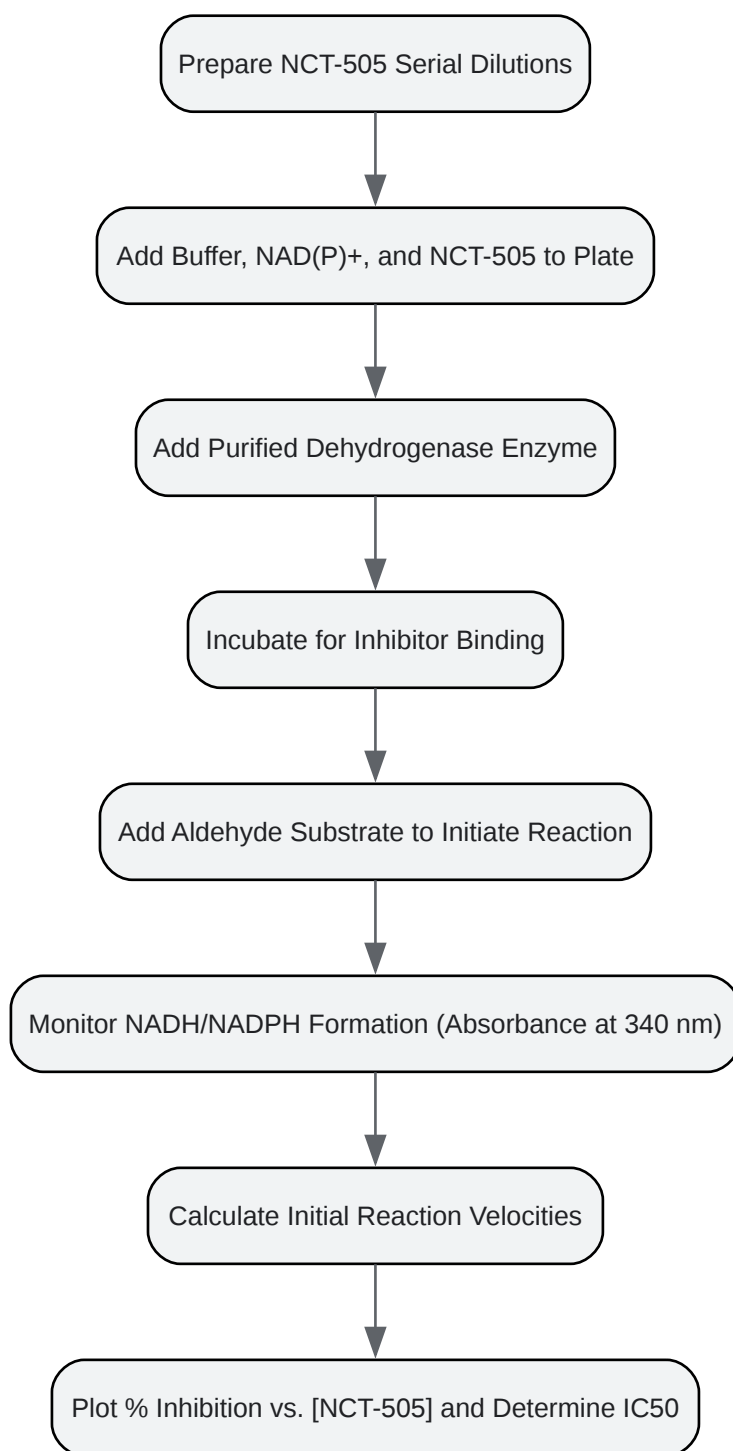 Prepare NCT-505 Serial Dilutions
Add Buffer, NAD(P)+, and NCT-505 to Plate
Add Purified Dehydrogenase Enzyme
Incubate for Inhibitor Binding
Add Aldehyde Substrate to Initiate Reaction
Monitor NADH/NADPH Formation (Absorbance at 340 nm)
Calculate Initial Reaction Velocities
Plot % Inhibition vs. [NCT-505] and Determine IC50